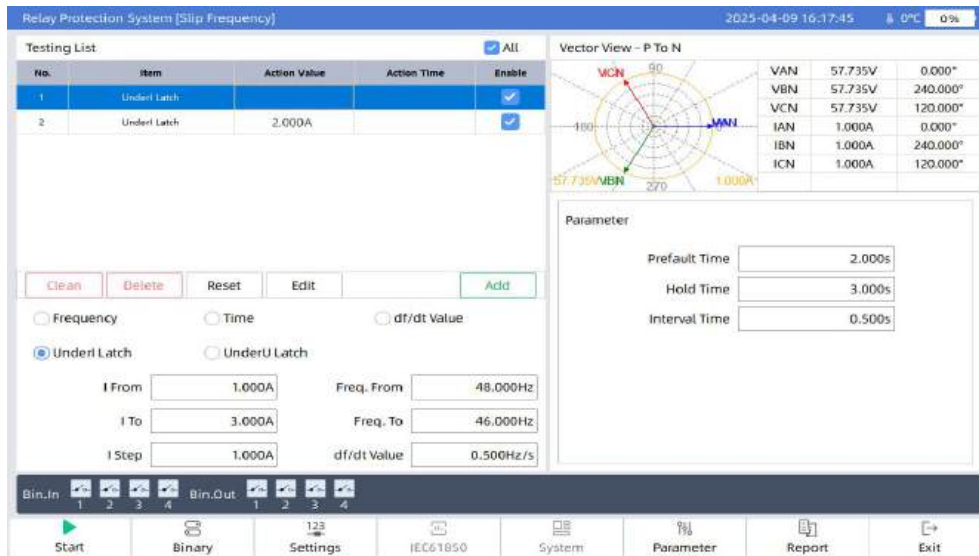 Relay Protection System [Slip Frequency] 2025-04-09 16:17:45 0°C 0%
Testing List All
No. Item Action Value Action Time Enable
1 UnderI Latch
2 UnderI Latch 2.000A
Clean Delete Reset Edit Add
Frequency Time df/dt Value
UnderI Latch UnderU Latch
I From 1.000A Freq. From 48.000Hz
I To 3.000A Freq. To 46.000Hz
I Step 1.000A df/dt Value 0.500Hz/s
Vector View - P To N
90
180
270
57.735V 1.000A
VAN 57.735V 0.000°
VBN 57.735V 240.000°
VCN 57.735V 120.000°
IAN 1.000A 0.000°
IBN 1.000A 240.000°
ICN 1.000A 120.000°
Parameter
Prefault Time 2.000s
Hold Time 3.000s
Interval Time 0.500s
Bin.In 1 2 3 4 Bin.Out 1 2 3 4
123
Start Binary Settings IEC61850 System Parameter Report Exit